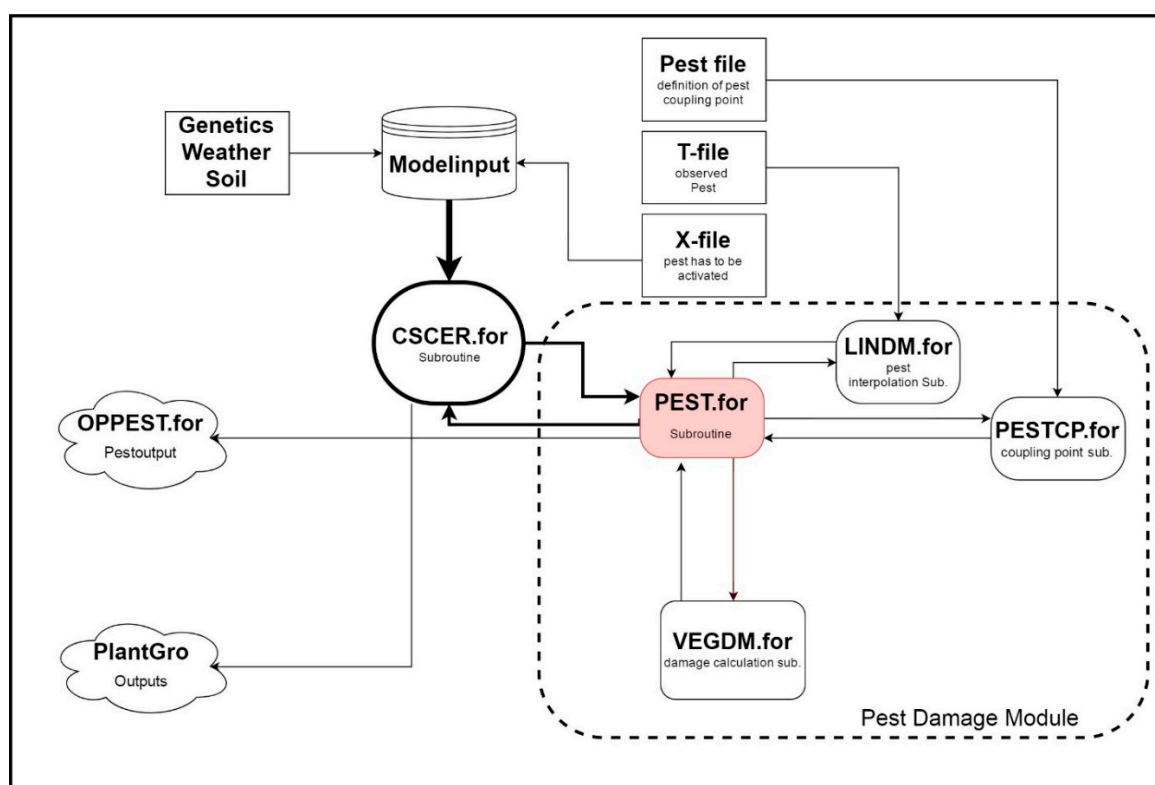 Pest file
definition of pest
coupling point
Genetics
Weather
Soil
Modelinput
T-file
observed
Pest
X-file
pest has to be
activated
CSCER.for
Subroutine
LINDM.for
pest
interpolation Sub.
PEST.for
Subroutine
OPPEST.for
Pestoutput
PESTCP.for
coupling point sub.
VEGDM.for
damage calculation sub.
PlantGro
Outputs
Pest Damage Module